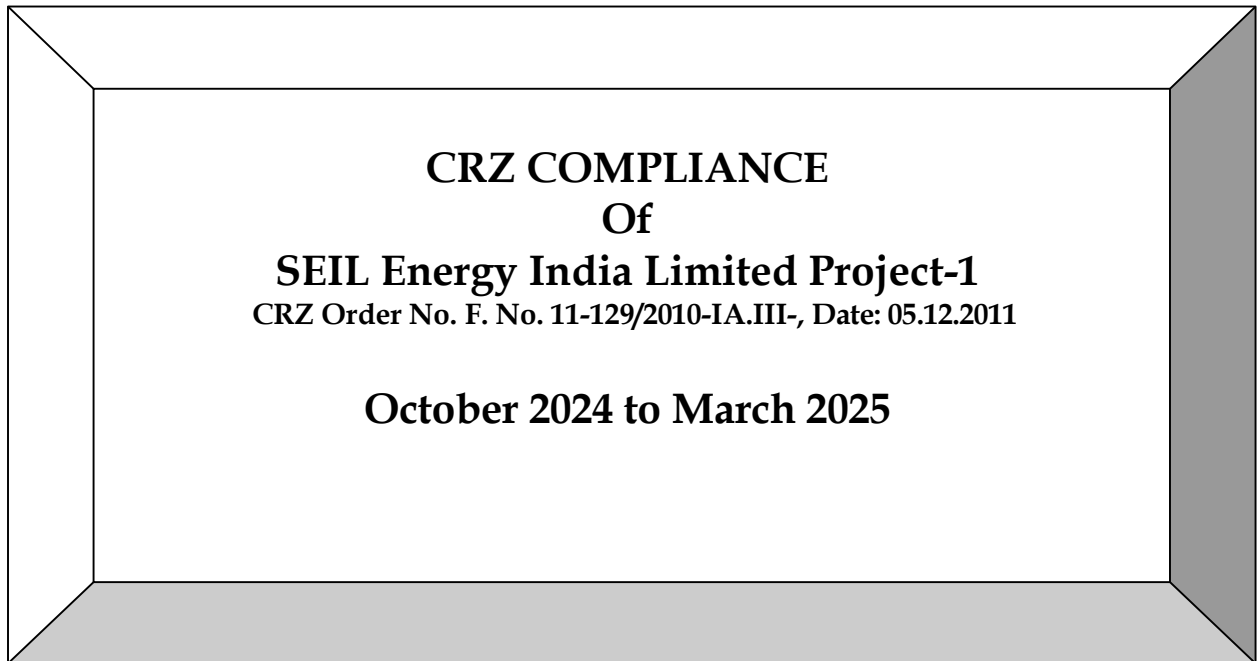 CRZ COMPLIANCE
Of
SEIL Energy India Limited Project-1
CRZ Order No. F. No. 11-129/2010-IA.III-, Date: 05.12.2011
October 2024 to March 2025